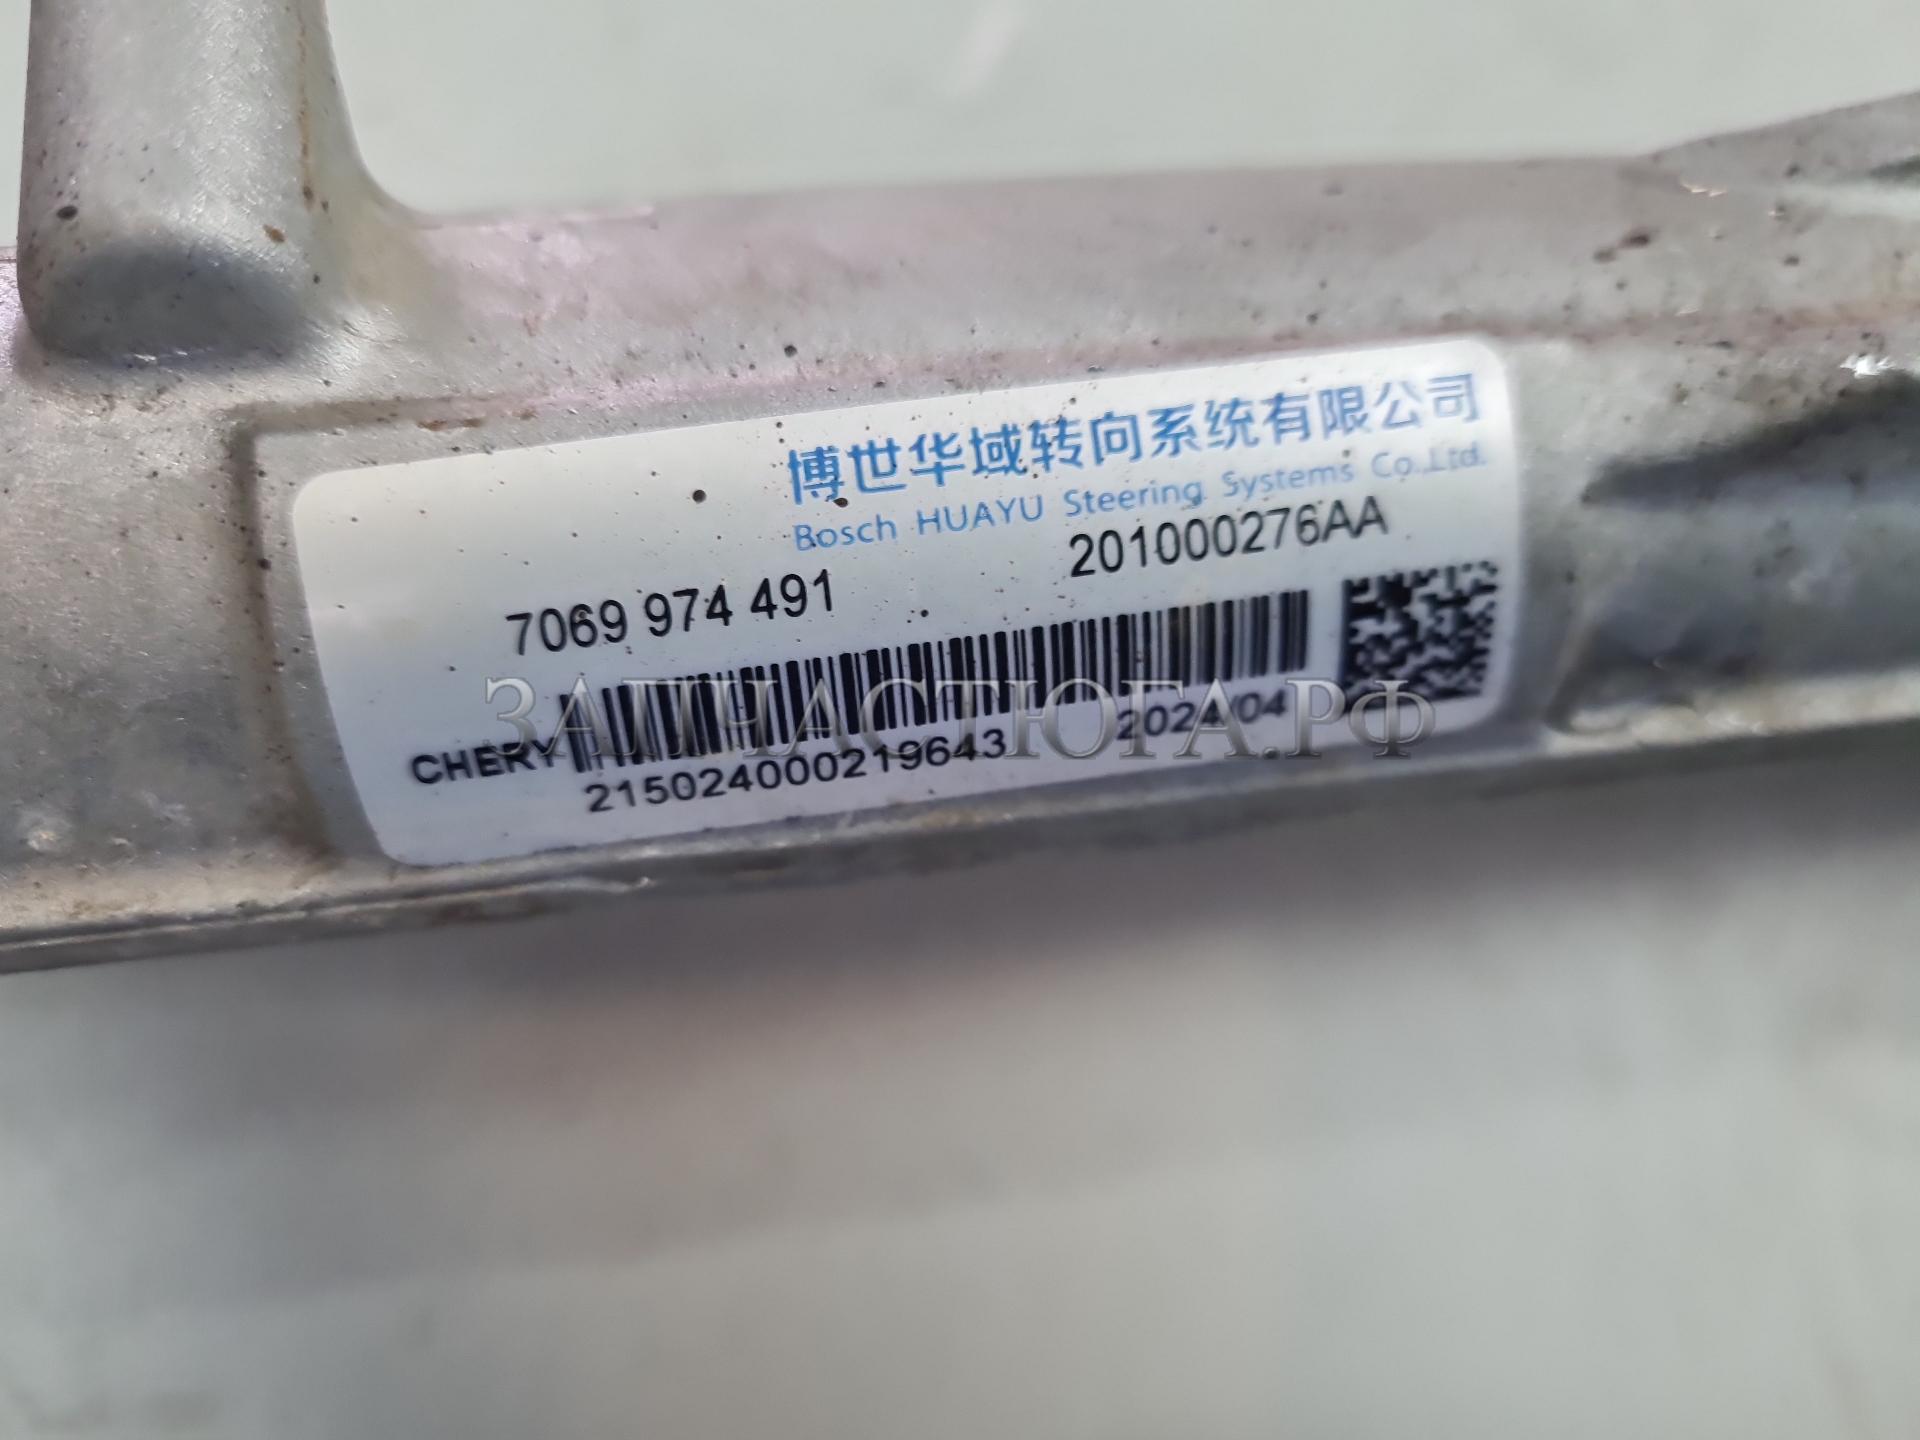 博世华域转向系统有限公司
Bosch HUAYU Steering Systems Co.,Ltd.
7069 974 491
201000276AA
CHERY
215024000219643
2024/04
ЗАПЧАСТЮГА.РФ